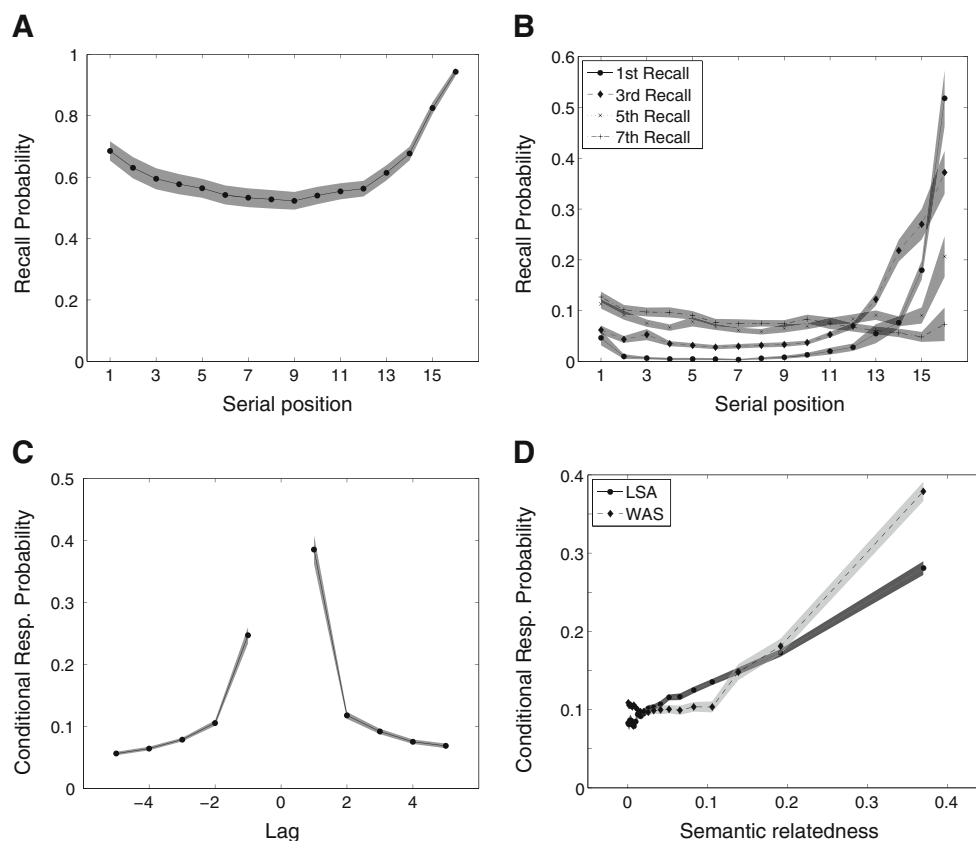 A
Recall Probability
1
0.8
0.6
0.4
0.2
0
1 3 5 7 9 11 13 15
Serial position
B
Recall Probability
0.6
0.5
0.4
0.3
0.2
0.1
0
1st Recall
3rd Recall
5th Recall
7th Recall
1 3 5 7 9 11 13 15
Serial position
C
Conditional Resp. Probability
0.5
0.4
0.3
0.2
0.1
0
−4 −2 0 2 4
Lag
D
Conditional Resp. Probability
0.4
0.3
0.2
0.1
0
LSA
WAS
0 0.1 0.2 0.3 0.4
Semantic relatedness